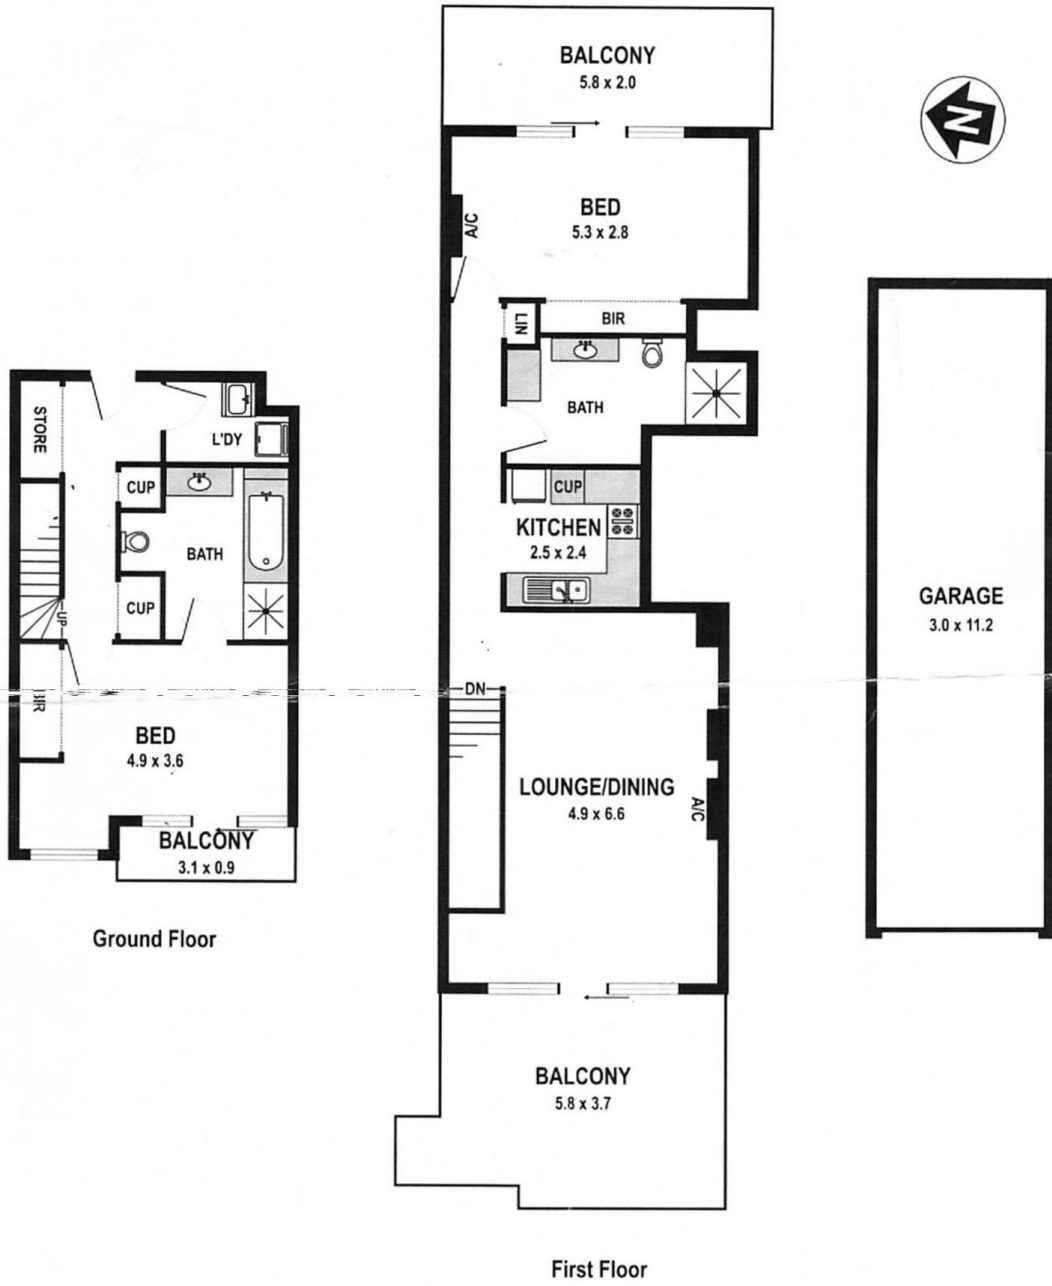 BALCONY
5.8 x 2.0
N
BED
5.3 x 2.8
A/C
LIN
BIR
BATH
CUP
KITCHEN
2.5 x 2.4
DN
LOUNGE/DINING
4.9 x 6.6
A/C
BALCONY
5.8 x 3.7
First Floor
STORE
L'DY
CUP
BATH
CUP
UP
BIR
BED
4.9 x 3.6
BALCONY
3.1 x 0.9
Ground Floor
GARAGE
3.0 x 11.2